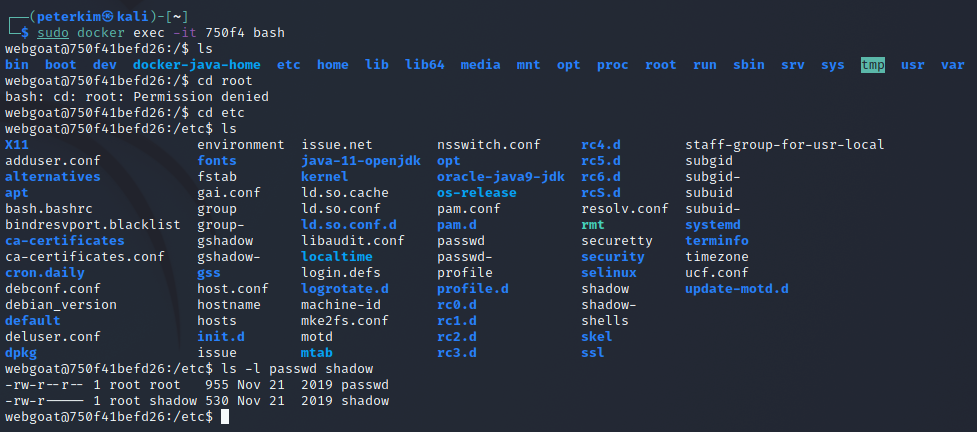 ┌──(peterkim㉿kali)-[~]
└─$ sudo docker exec -it 750f4 bash
webgoat@750f41befd26:/$ ls
bin  boot  dev  docker-java-home  etc  home  lib  lib64  media  mnt  opt  proc  root  run  sbin  srv  sys  tmp  usr  var
webgoat@750f41befd26:/$ cd root
bash: cd: root: Permission denied
webgoat@750f41befd26:/$ cd etc
webgoat@750f41befd26:/etc$ ls
X11                     environment  issue.net        nsswitch.conf     rc4.d        staff-group-for-usr-local
adduser.conf            fonts        java-11-openjdk  opt               rc5.d        subgid
alternatives            fstab        kernel           oracle-java9-jdk  rc6.d        subgid-
apt                     gai.conf     ld.so.cache      os-release        rcS.d        subuid
bash.bashrc             group        ld.so.conf       pam.conf          resolv.conf  subuid-
bindresvport.blacklist  group-       ld.so.conf.d     pam.d             rmt          systemd
ca-certificates         gshadow      libaudit.conf    passwd            securetty    terminfo
ca-certificates.conf    gshadow-     localtime        passwd-           security     timezone
cron.daily              gss          login.defs       profile           selinux      ucf.conf
debconf.conf            host.conf    logrotate.d      profile.d         shadow       update-motd.d
debian_version          hostname     machine-id       rc0.d             shadow-
default                 hosts        mke2fs.conf      rc1.d             shells
deluser.conf            init.d       motd             rc2.d             skel
dpkg                    issue        mtab             rc3.d             ssl
webgoat@750f41befd26:/etc$ ls -l passwd shadow
-rw-r--r-- 1 root root   955 Nov 21  2019 passwd
-rw-r----- 1 root shadow 530 Nov 21  2019 shadow
webgoat@750f41befd26:/etc$